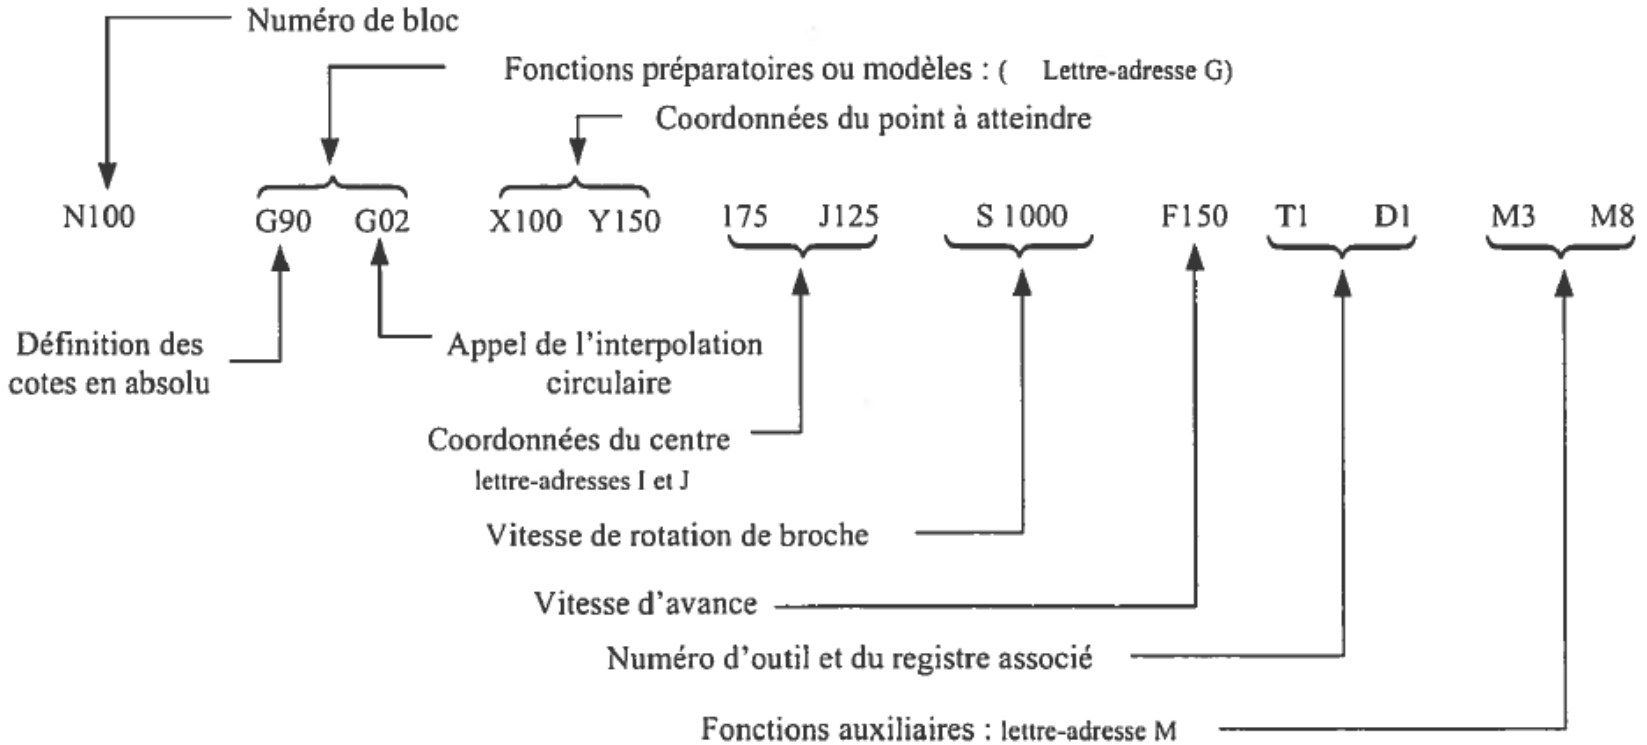 Numéro de bloc
Fonctions préparatoires ou modèles : ( Lettre-adresse G)
Coordonnées du point à atteindre
N100 G90 G02 X100 Y150 I75 J125 S 1000 F150 T1 D1 M3 M8
Définition des
cotes en absolu
Appel de l'interpolation
circulaire
Coordonnées du centre
lettre-adresses I et J
Vitesse de rotation de broche
Vitesse d'avance
Numéro d'outil et du registre associé
Fonctions auxiliaires : lettre-adresse M